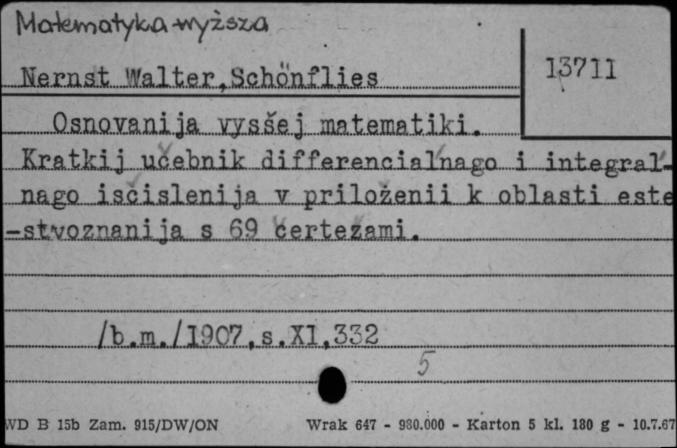 Matematyka wyższa
Nernst Walter, Schönflies
13711
Osnovanija vysšej matematiki.
Kratkij učebnik differencial'nago i integral'-
nago isčislenija v priloženii k oblasti este
-stvoznanija s 69 čertežami.
/b.m./1907,s.XI,332
5
WD B 15b Zam. 915/DW/ON
Wrak 647 - 980.000 - Karton 5 kl. 180 g - 10.7.67